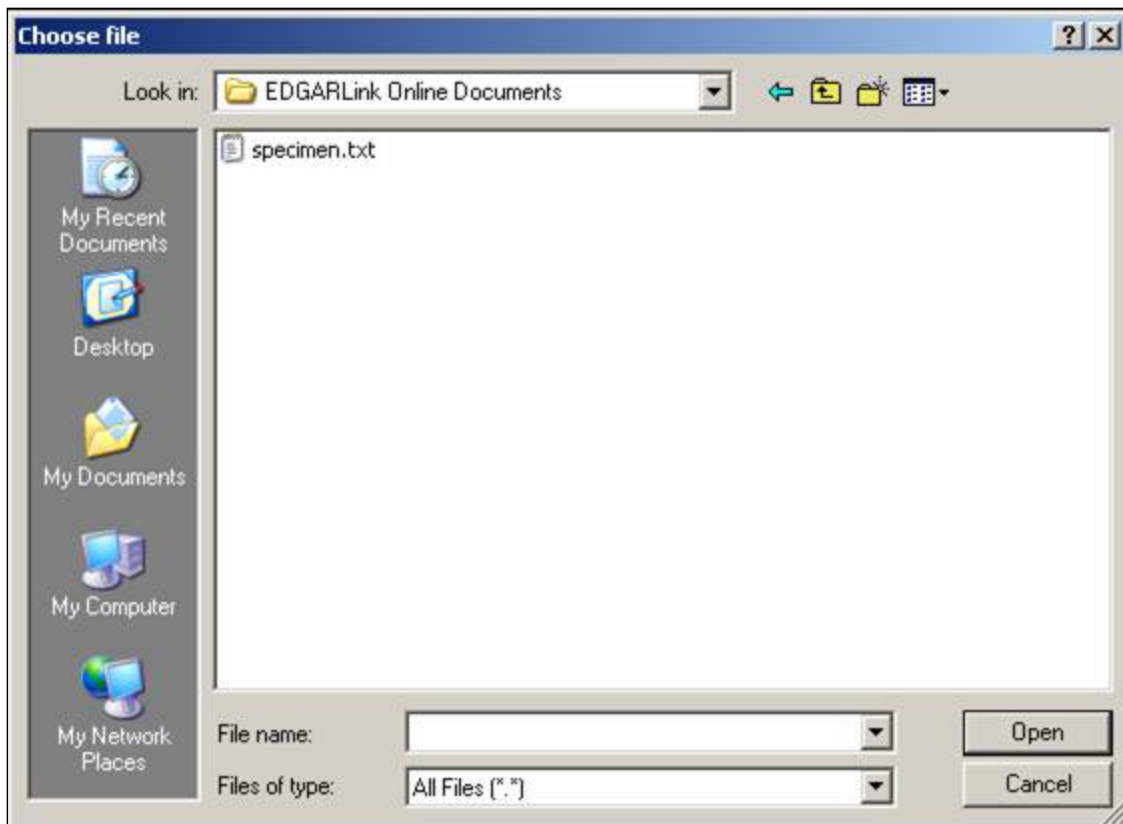 Choose file
Look in: EDGARLink Online Documents
specimen.txt
My Recent
Documents
Desktop
My Documents
My Computer
My Network
Places
File name:
Open
Files of type: All Files (*.*)
Cancel